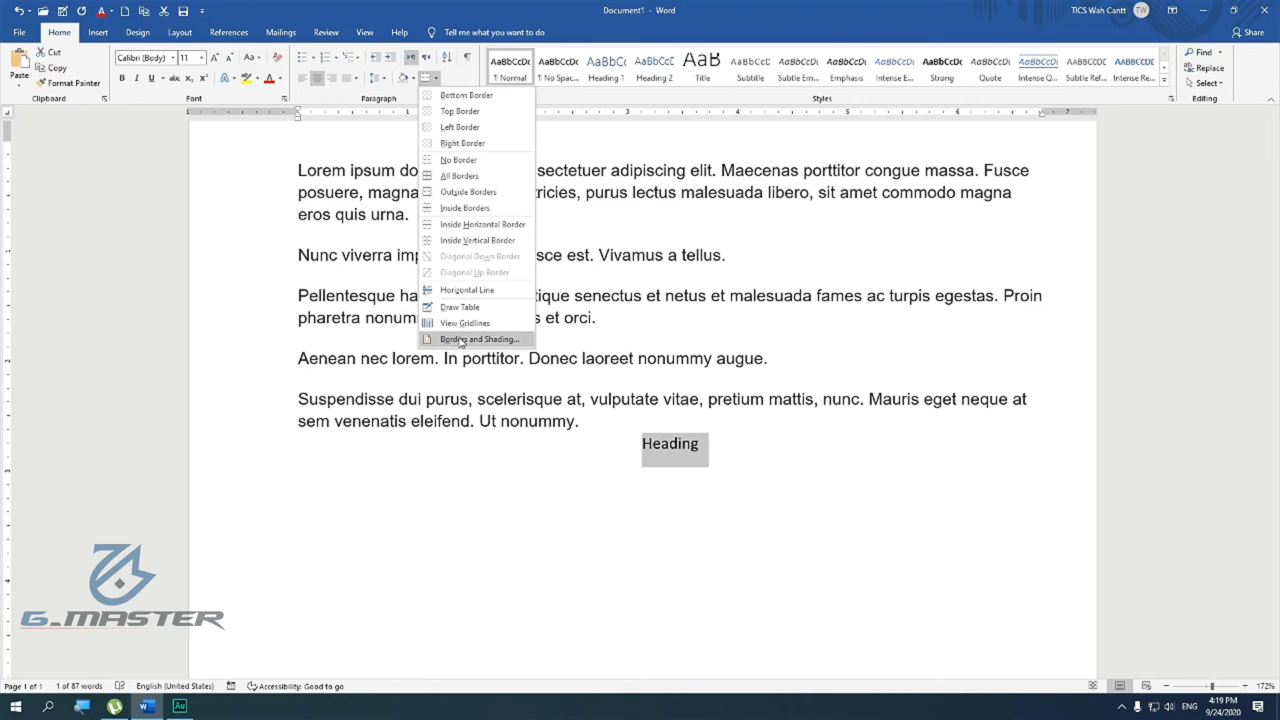 Document1 - Word
TICS Wah Cantt
TW
File
Home
Insert
Design
Layout
References
Mailings
Review
View
Help
Tell me what you want to do
Share
Paste
Cut
Copy
Format Painter
Clipboard
Calibri (Body)
11
Font
Paragraph
AaBbCcDc
¶ Normal
AaBbCcDc
¶ No Spac...
AaBbCc
Heading 1
AaBbCcC
Heading 2
AaB
Title
AaBbCcC
Subtitle
AaBbCcDc
Subtle Em...
AaBbCcDc
Emphasis
AaBbCcDc
Intense E...
AaBbCcDc
Strong
AaBbCcDc
Quote
AaBbCcDc
Intense Q...
AaBbCcDc
Subtle Ref...
AaBbCcDc
Intense Re...
Styles
Find
Replace
Select
Editing
Bottom Border
Top Border
Left Border
Right Border
No Border
All Borders
Outside Borders
Inside Borders
Inside Horizontal Border
Inside Vertical Border
Diagonal Down Border
Diagonal Up Border
Horizontal Line
Draw Table
View Gridlines
Borders and Shading...
Lorem ipsum do sectetuer adipiscing elit. Maecenas porttitor congue massa. Fusce
posuere, magna tricies, purus lectus malesuada libero, sit amet commodo magna
eros quis urna.
Nunc viverra imp sce est. Vivamus a tellus.
Pellentesque ha tique senectus et netus et malesuada fames ac turpis egestas. Proin
pharetra nonum s et orci.
Aenean nec lorem. In porttitor. Donec laoreet nonummy augue.
Suspendisse dui purus, scelerisque at, vulputate vitae, pretium mattis, nunc. Mauris eget neque at
sem venenatis eleifend. Ut nonummy.
Heading
G.MASTER
Page 1 of 1
1 of 87 words
English (United States)
Accessibility: Good to go
172%
ENG
4:19 PM
9/24/2020